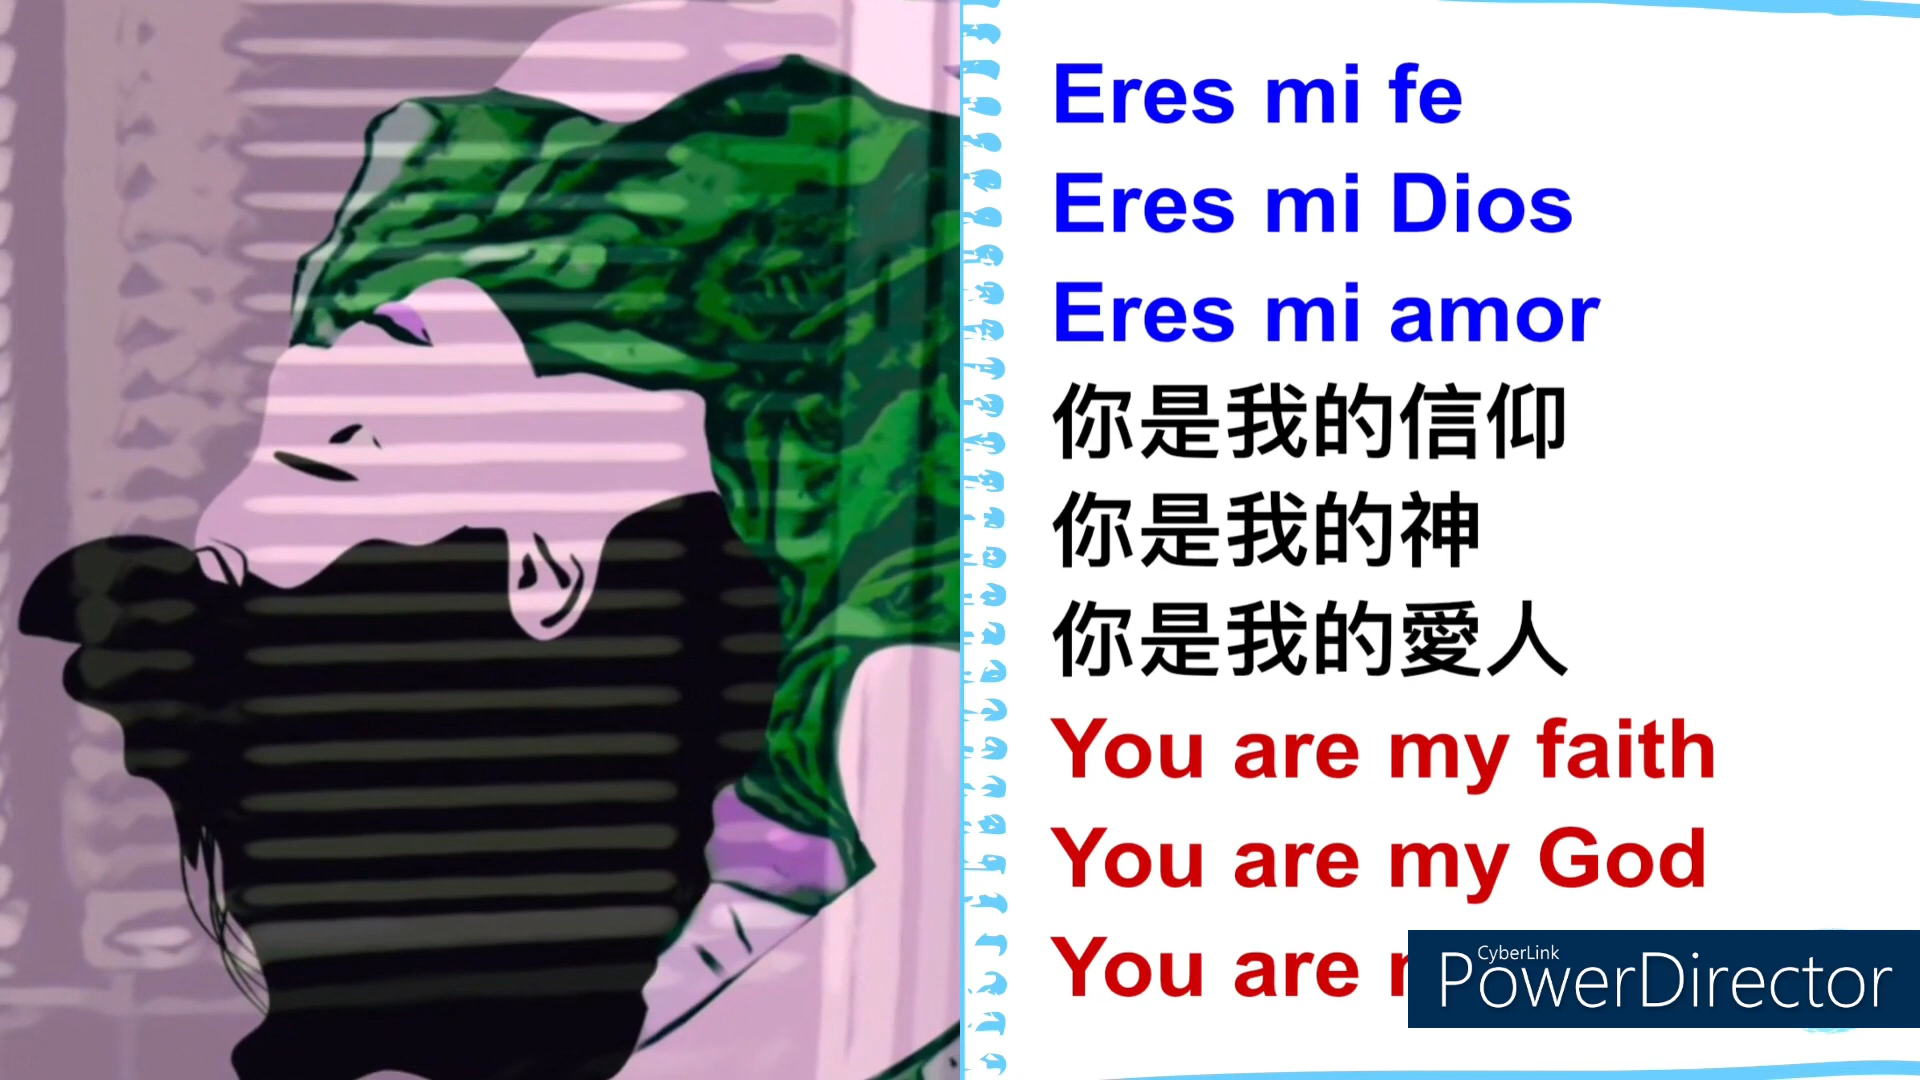 Eres mi fe
Eres mi Dios
Eres mi amor
你是我的信仰
你是我的神
你是我的愛人
You are my faith
You are my God
You are
CyberLink
PowerDirector